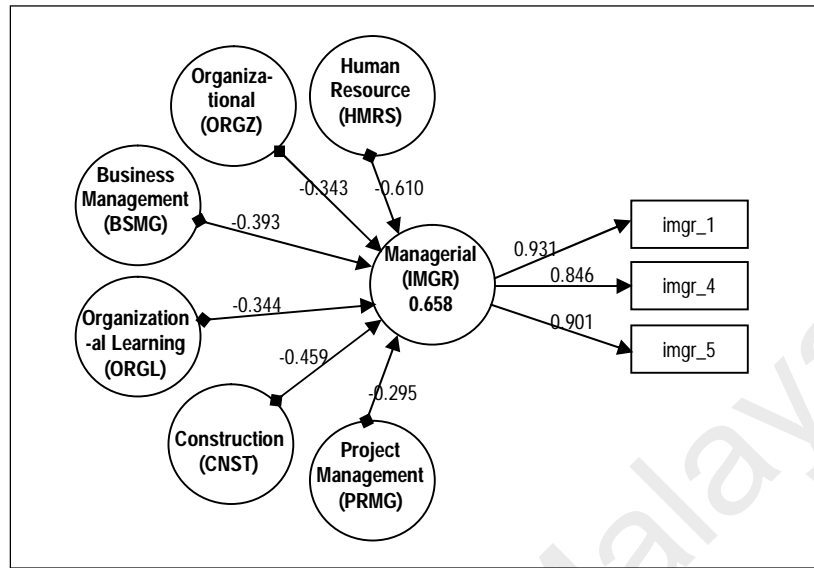 Organiza-
tional
(ORGZ)
Human
Resource
(HMRS)
Business
Management
(BSMG)
-0.343
-0.610
-0.393
Managerial
(IMGR)
0.658
imgr_1
0.931
0.846
imgr_4
0.901
imgr_5
Organization
-al Learning
(ORGL)
-0.344
-0.459
-0.295
Construction
(CNST)
Project
Management
(PRMG)
Malaya